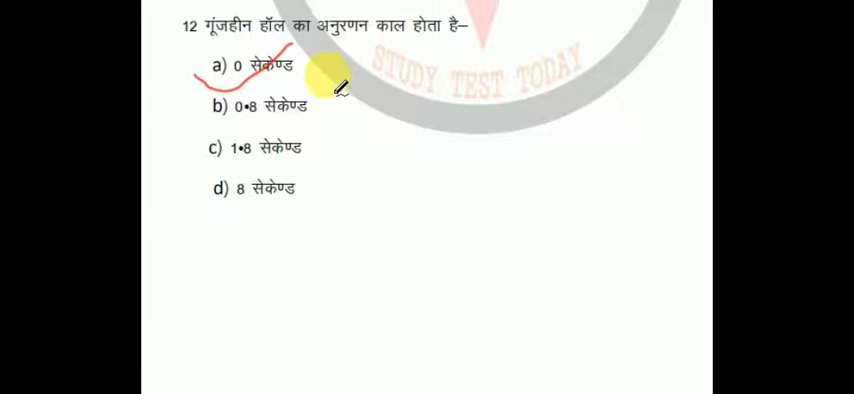 12 गूंजहीन हॉल का अनुरणन काल होता है–
a) 0 सेकेण्ड
b) 0•8 सेकेण्ड
c) 1•8 सेकेण्ड
d) 8 सेकेण्ड
STUDY TEST TODAY